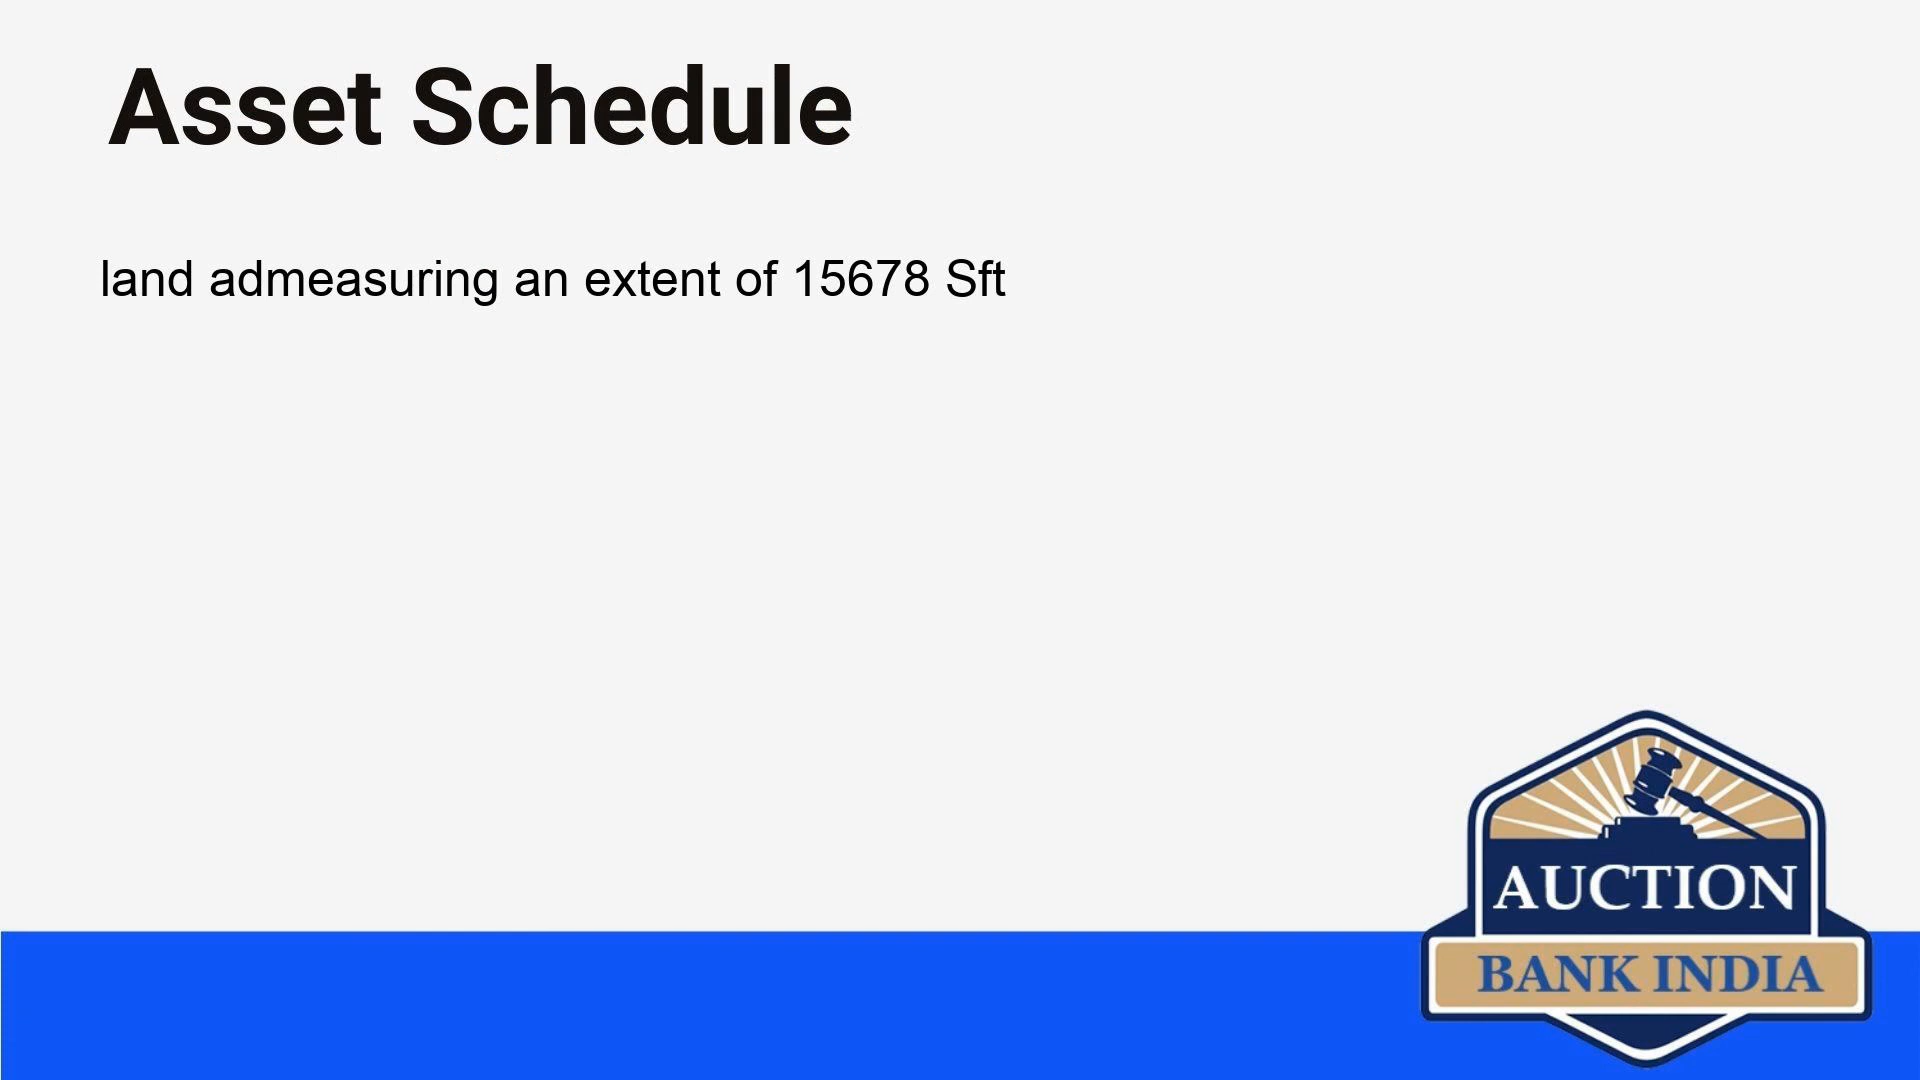 Asset Schedule
land admeasuring an extent of 15678 Sft
AUCTION
BANK INDIA